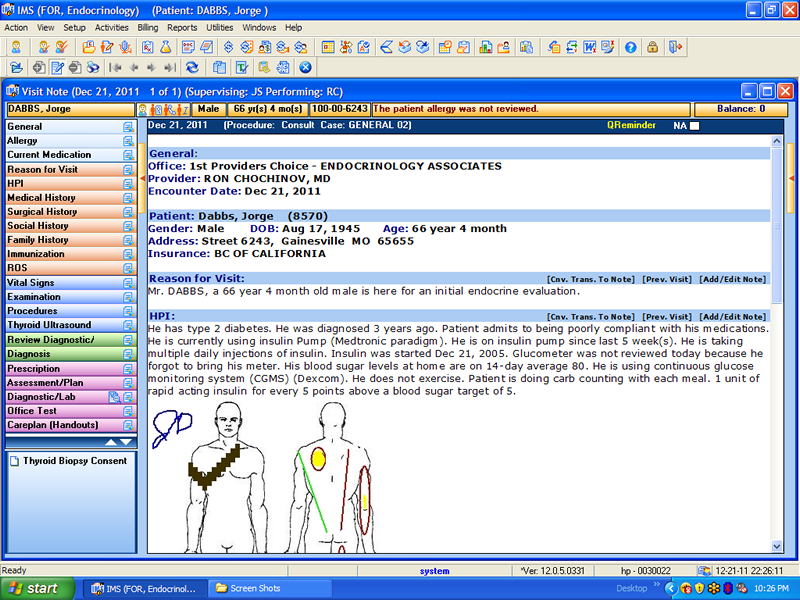 IMS (FOR, Endocrinology) (Patient: DABBS, Jorge )
Action View Setup Activities Billing Reports Utilities Windows Help
Visit Note (Dec 21, 2011 1 of 1) (Supervising: JS Performing: RC)
DABBS, Jorge Male 66 yr(s) 4 mo(s) 100-00-6243 The patient allergy was not reviewed. Balance: 0
Dec 21, 2011 (Procedure: Consult Case: GENERAL 02) QReminder NA
General
Allergy
Current Medication
Reason for Visit
HPI
Medical History
Surgical History
Social History
Family History
Immunization
ROS
Vital Signs
Examination
Procedures
Thyroid Ultrasound
Review Diagnostic/
Diagnosis
Prescription
Assessment/Plan
Diagnostic/Lab
Office Test
Careplan (Handouts)
Thyroid Biopsy Consent
General:
Office: 1st Providers Choice - ENDOCRINOLOGY ASSOCIATES
Provider: RON CHOCHINOV, MD
Encounter Date: Dec 21, 2011
Patient: Dabbs, Jorge (8570)
Gender: Male DOB: Aug 17, 1945 Age: 66 year 4 month
Address: Street 6243, Gainesville MO 65655
Insurance: BC OF CALIFORNIA
Reason for Visit: [Cnv. Trans. To Note] [Prev. Visit] [Add/Edit Note]
Mr. DABBS, a 66 year 4 month old male is here for an initial endocrine evaluation.
HPI: [Cnv. Trans. To Note] [Prev. Visit] [Add/Edit Note]
He has type 2 diabetes. He was diagnosed 3 years ago. Patient admits to being poorly compliant with his medications.
He is currently using insulin Pump (Medtronic paradigm). He is on insulin pump since last 5 week(s). He is taking
multiple daily injections of insulin. Insulin was started Dec 21, 2005. Glucometer was not reviewed today because he
forgot to bring his meter. His blood sugar levels at home are on 14-day average 80. He is using continuous glucose
monitoring system (CGMS) (Dexcom). He does not exercise. Patient is doing carb counting with each meal. 1 unit of
rapid acting insulin for every 5 points above a blood sugar target of 5.
Ready system *Ver: 12.0.5.0331 hp - 0030022 12-21-11 22:26:11
start IMS (FOR, Endocrinol... Screen Shots Desktop 10:26 PM